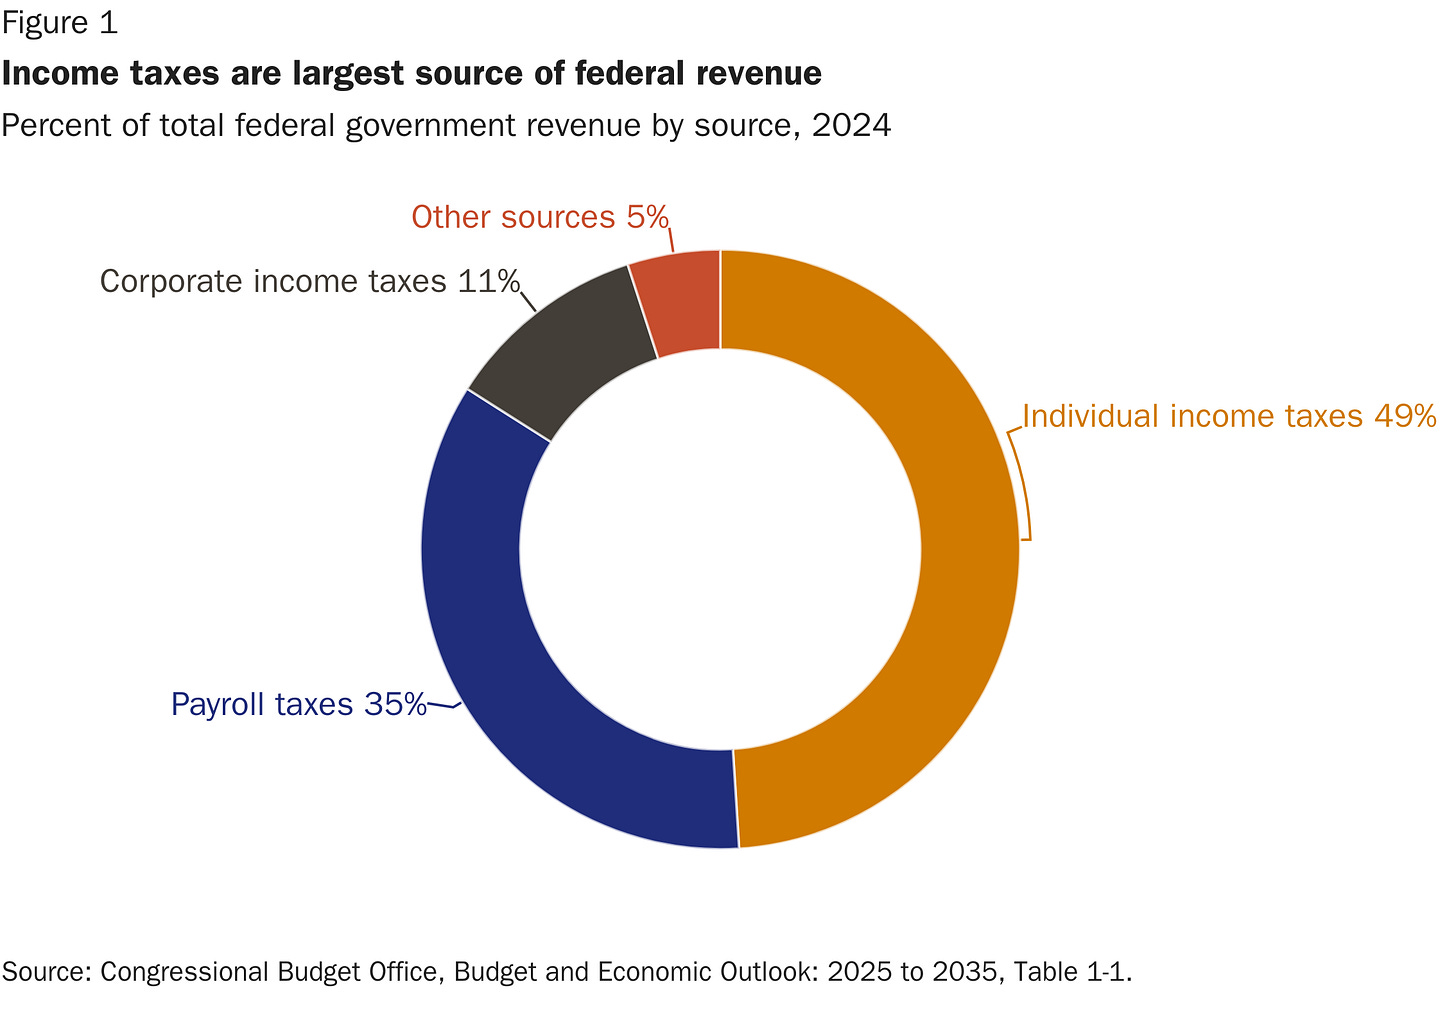 Figure 1
Income taxes are largest source of federal revenue
Percent of total federal government revenue by source, 2024
Other sources 5%
Corporate income taxes 11%
Individual income taxes 49%
Payroll taxes 35%
Source: Congressional Budget Office, Budget and Economic Outlook: 2025 to 2035, Table 1-1.